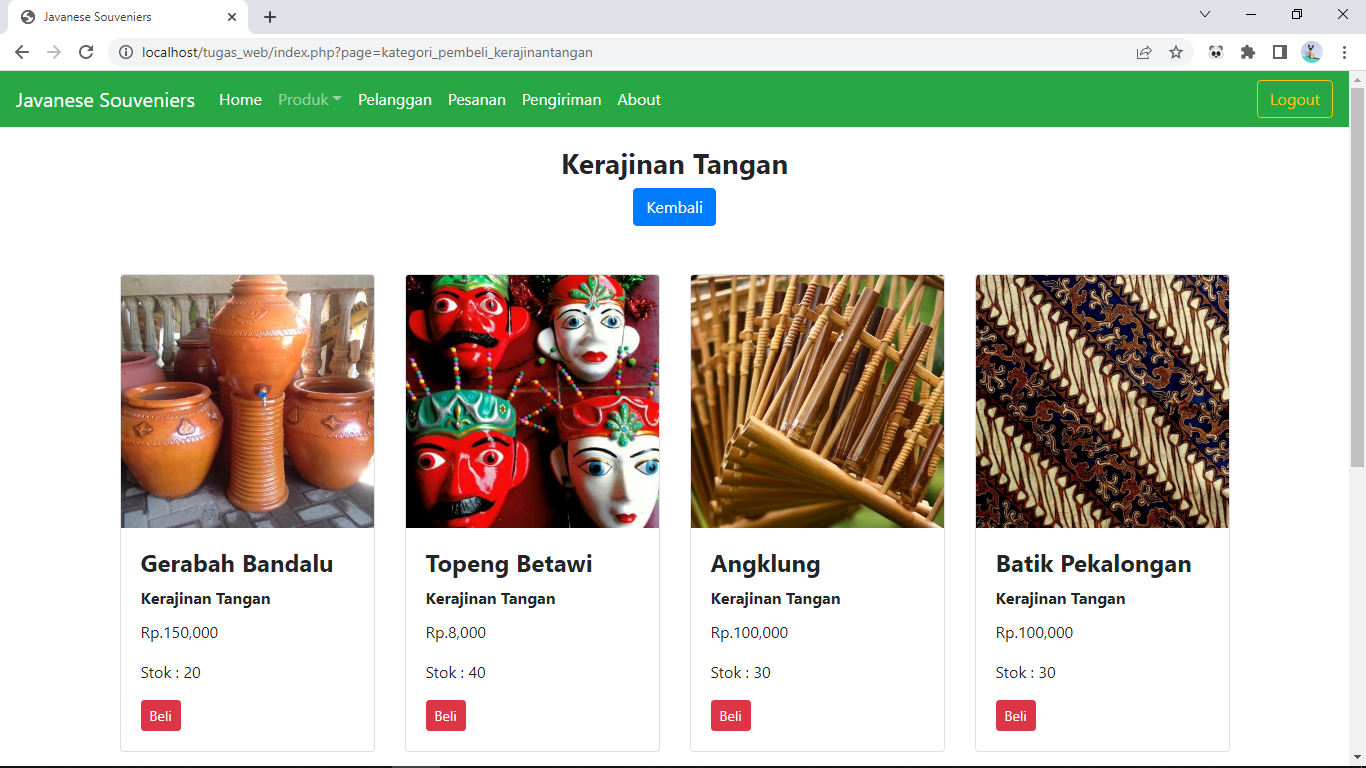 Javanese Souveniers
localhost/tugas_web/index.php?page=kategori_pembeli_kerajinantangan
Javanese Souveniers Home Produk Pelanggan Pesanan Pengiriman About Logout
Kerajinan Tangan
Kembali
Gerabah Bandalu
Kerajinan Tangan
Rp.150,000
Stok : 20
Beli
Topeng Betawi
Kerajinan Tangan
Rp.8,000
Stok : 40
Beli
Angklung
Kerajinan Tangan
Rp.100,000
Stok : 30
Beli
Batik Pekalongan
Kerajinan Tangan
Rp.100,000
Stok : 30
Beli